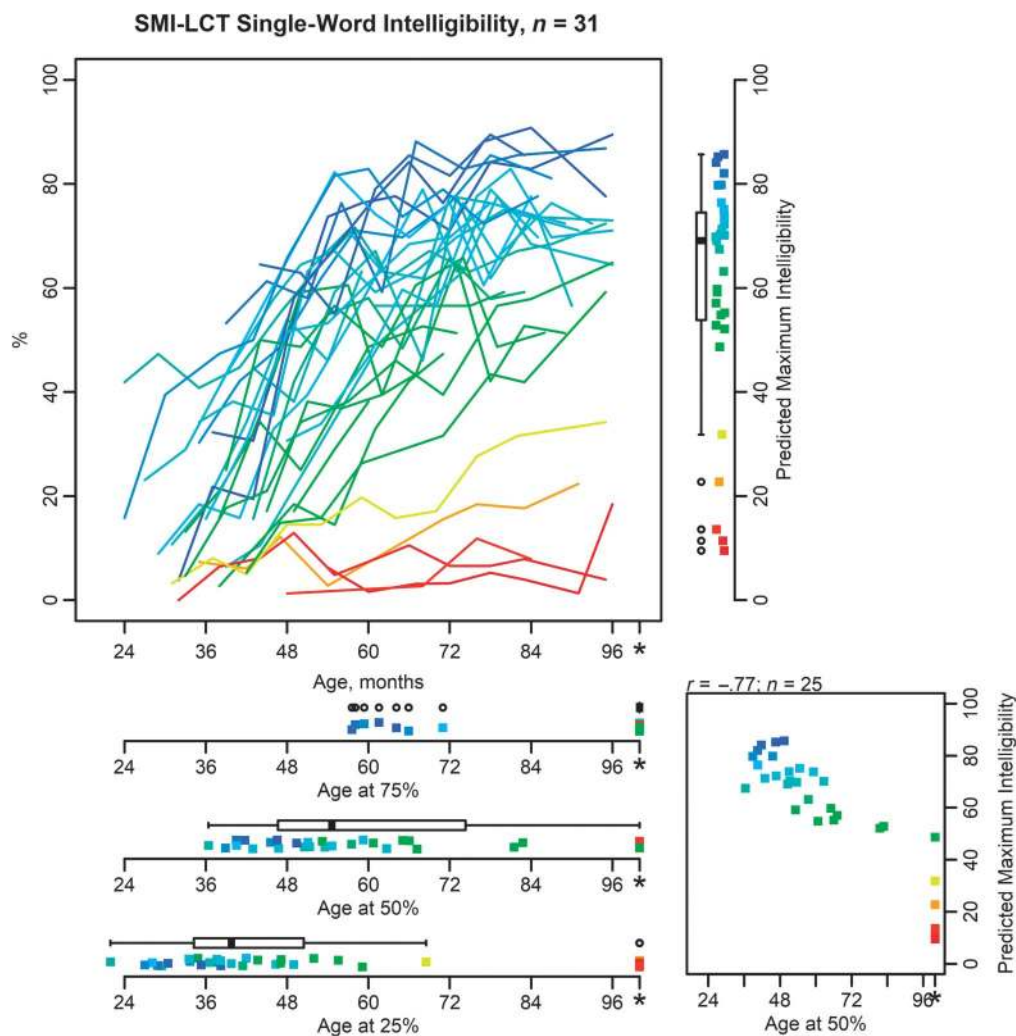 SMI-LCT Single-Word Intelligibility, n = 31
100
80
60
40
20
0
%
24 36 48 60 72 84 96 *
Age, months
100
80
60
40
20
0
Predicted Maximum Intelligibility
24 36 48 60 72 84 96 *
Age at 75%
24 36 48 60 72 84 96 *
Age at 50%
24 36 48 60 72 84 96 *
Age at 25%
r = –.77; n = 25
100
80
60
40
20
0
Predicted Maximum Intelligibility
24 48 72 96 *
Age at 50%